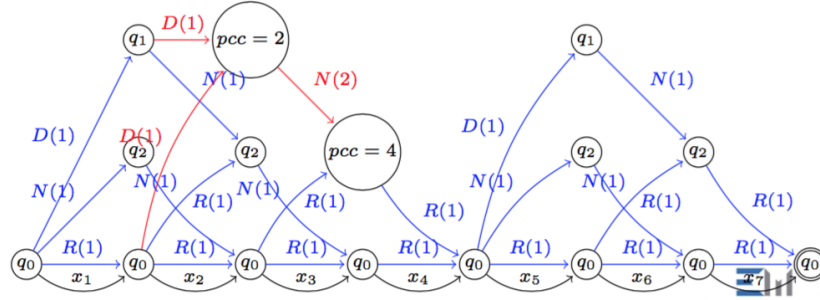 q1 D(1) pcc = 2 q1
N(1) N(2) N(1)
D(1) D(1) D(1)
q2 q2 pcc = 4 q2 q2
N(1) N(1) N(1) R(1) R(1) R(1) N(1) N(1) R(1) R(1)
R(1) R(1) R(1) R(1) R(1) R(1) R(1)
q0 q0 q0 q0 q0 q0 q0 q0
x1 x2 x3 x4 x5 x6 x7